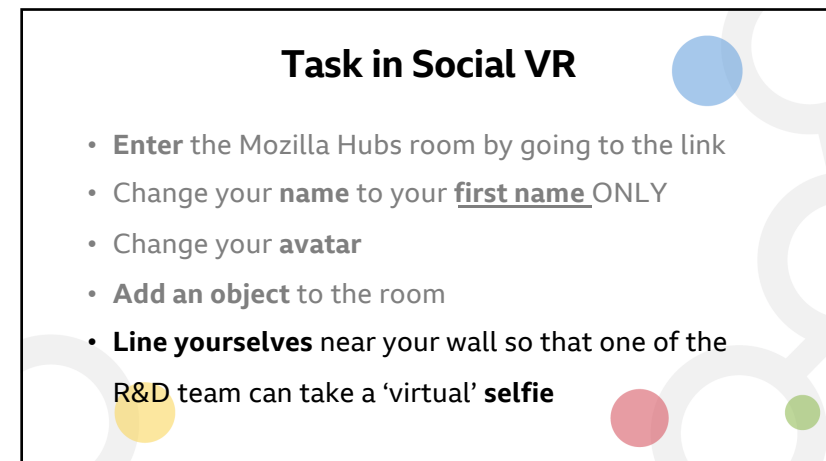 Task in Social VR
• Enter the Mozilla Hubs room by going to the link
• Change your name to your first name ONLY
• Change your avatar
• Add an object to the room
• Line yourselves near your wall so that one of the
R&D team can take a ‘virtual’ selfie